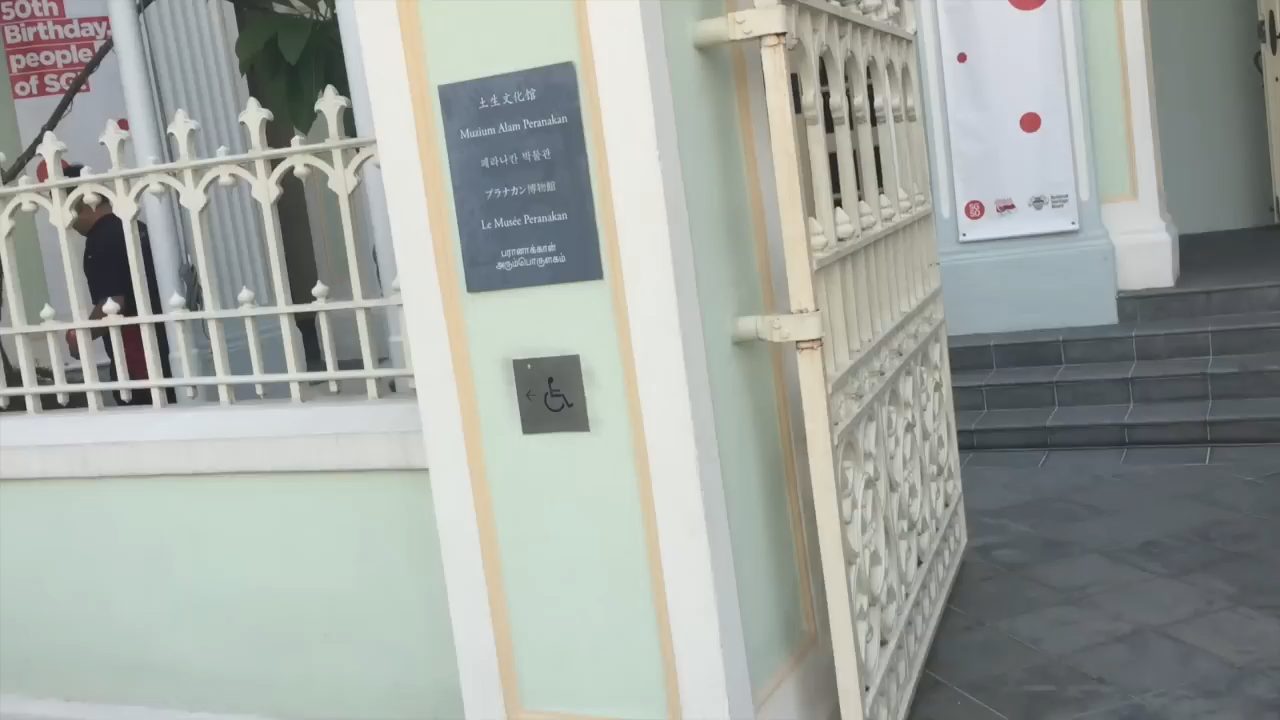 50th
Birthday,
people
of SG!
土生文化馆
Muzium Alam Peranakan
페라나칸 박물관
プラナカン博物館
Le Musée Peranakan
பரானாக்கான்
அரும்பொருளகம்